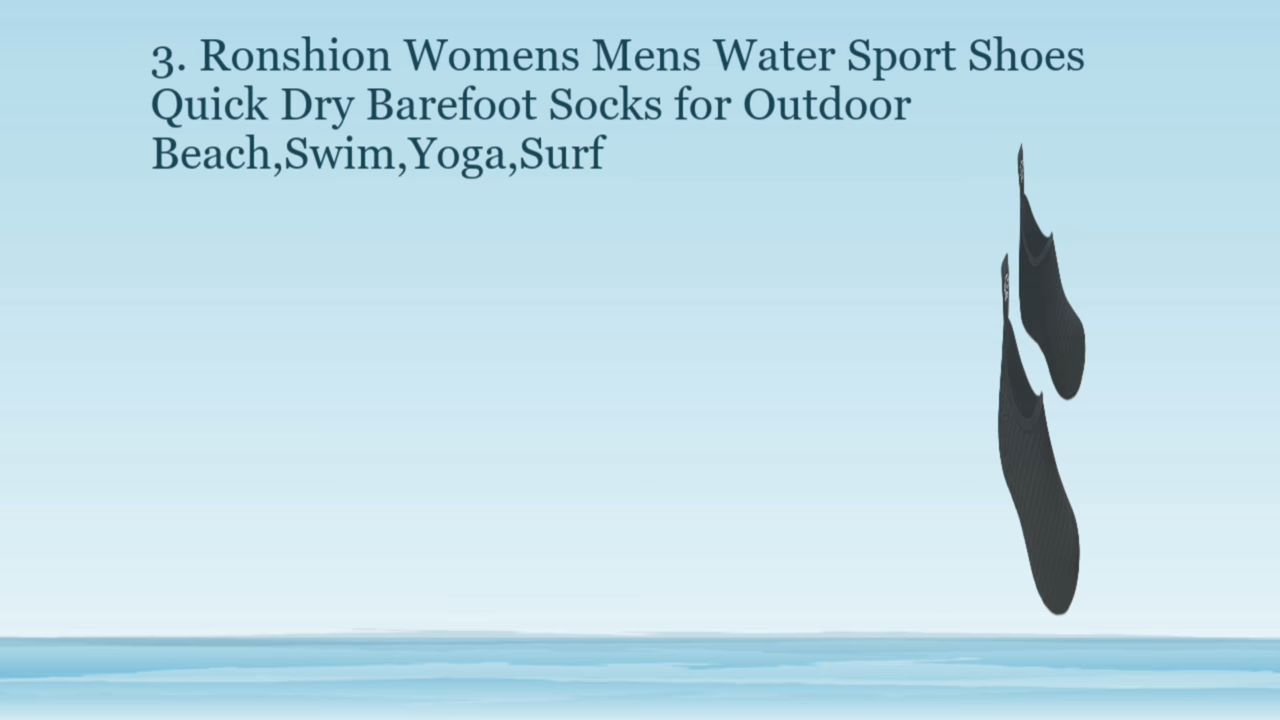 3. Ronshion Womens Mens Water Sport Shoes
Quick Dry Barefoot Socks for Outdoor
Beach,Swim,Yoga,Surf